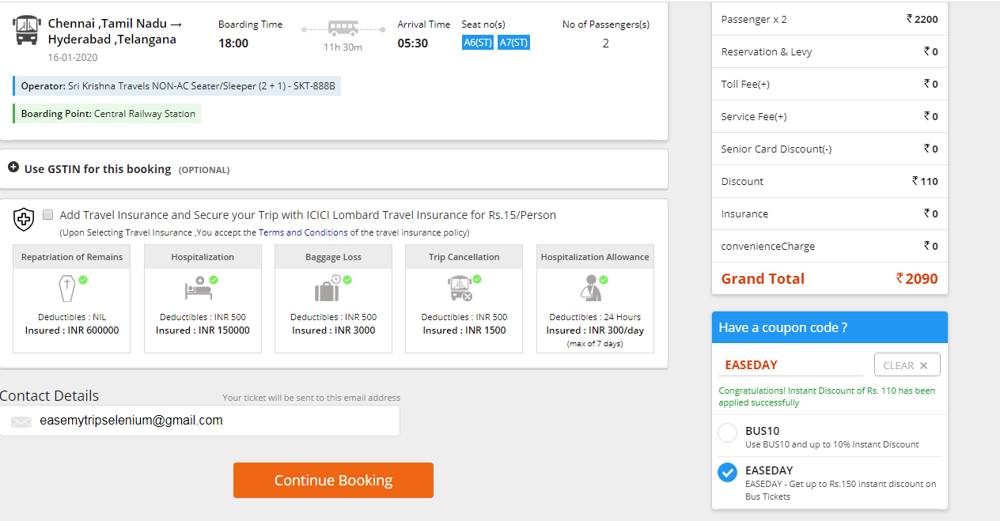 Chennai ,Tamil Nadu →
Hyderabad ,Telangana
16-01-2020
Boarding Time
18:00
11h 30m
Arrival Time
05:30
Seat no(s)
A6(ST) A7(ST)
No of Passengers(s)
2
Operator: Sri Krishna Travels NON-AC Seater/Sleeper (2 + 1) - SKT-888B
Boarding Point: Central Railway Station
Use GSTIN for this booking (OPTIONAL)
Add Travel Insurance and Secure your Trip with ICICI Lombard Travel Insurance for Rs.15/Person
(Upon Selecting Travel Insurance ,You accept the Terms and Conditions of the travel insurance policy)
Repatriation of Remains
Deductibles : NIL
Insured : INR 600000
Hospitalization
Deductibles : INR 500
Insured : INR 150000
Baggage Loss
Deductibles : INR 500
Insured : INR 3000
Trip Cancellation
Deductibles : INR 500
Insured : INR 1500
Hospitalization Allowance
Deductibles : 24 Hours
Insured : INR 300/day
(max of 7 days)
Contact Details
Your ticket will be sent to this email address
easemytripselenium@gmail.com
Continue Booking
Passenger x 2 ₹ 2200
Reservation & Levy ₹ 0
Toll Fee(+) ₹ 0
Service Fee(+) ₹ 0
Senior Card Discount(-) ₹ 0
Discount ₹ 110
Insurance ₹ 0
convenienceCharge ₹ 0
Grand Total ₹ 2090
Have a coupon code ?
EASEDAY
CLEAR ✕
Congratulations! Instant Discount of Rs. 110 has been
applied successfully
BUS10
Use BUS10 and up to 10% Instant Discount
EASEDAY
EASEDAY - Get up to Rs.150 instant discount on
Bus Tickets